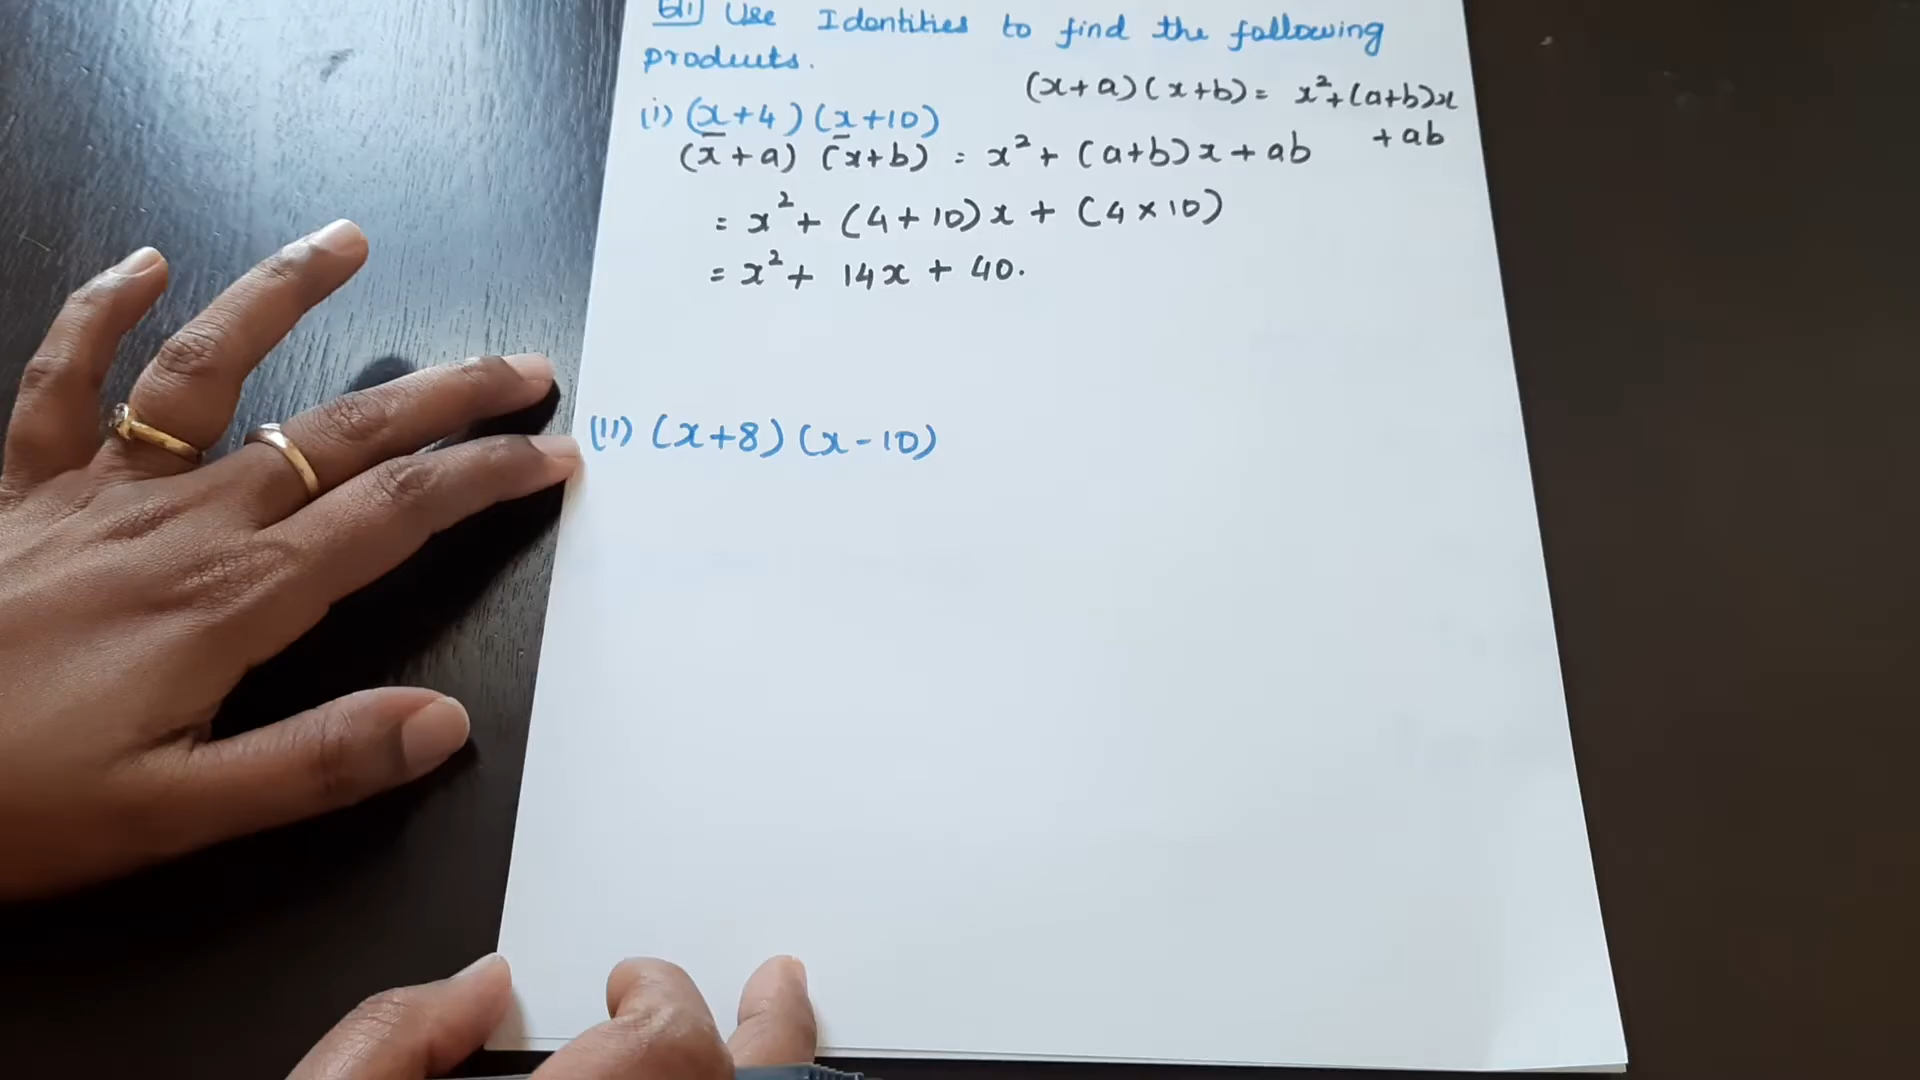 Use Identities to find the following
products.
(x+a)(x+b)= x²+(a+b)x
+ ab
(i) (x+4)(x+10)
(x+a) (x+b) = x²+ (a+b)x + ab
= x²+ (4+10)x + (4×10)
= x²+ 14x + 40.
(ii) (x+8)(x-10)